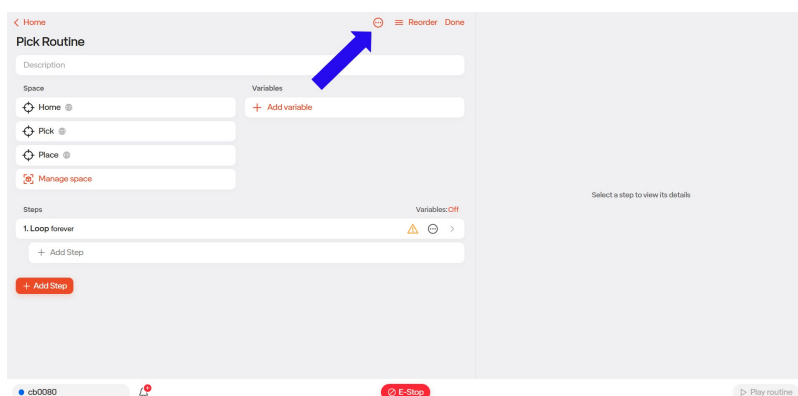 Home
Reorder Done
Pick Routine
Description
Space
Variables
Home
+ Add variable
Pick
Place
Manage space
Select a step to view its details
Steps
Variables: Off
1. Loop forever
+ Add Step
+ Add Step
cb0080
E-Stop
Play routine